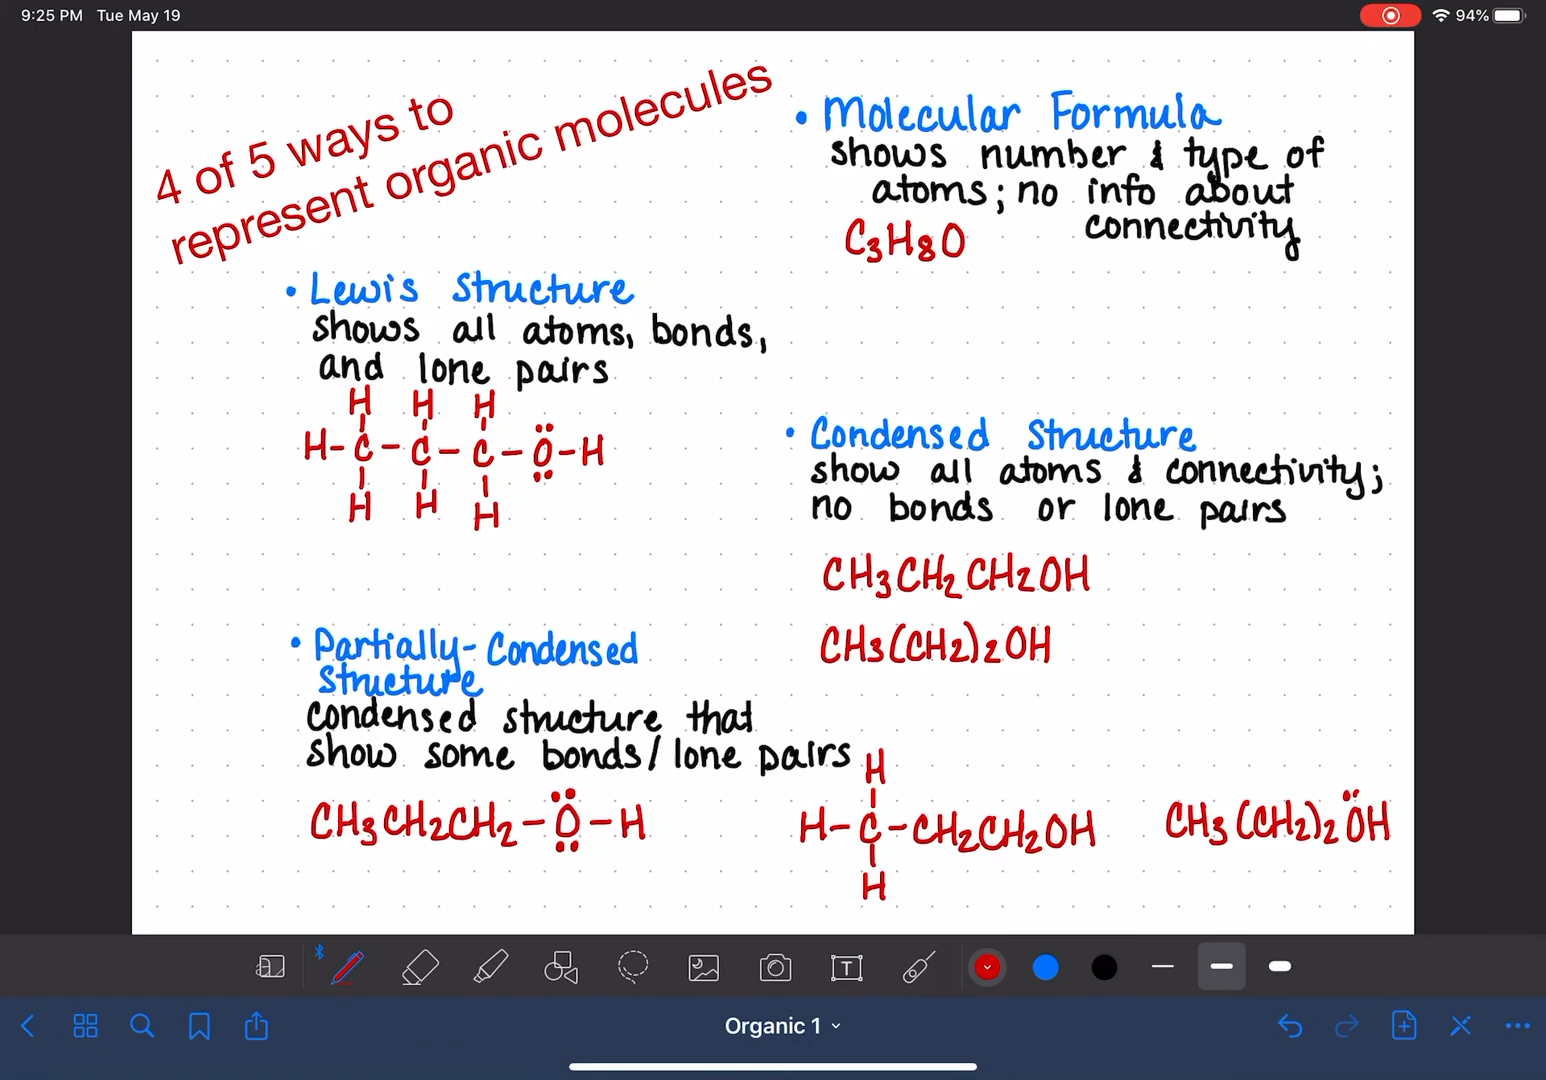 9:25 PM Tue May 19
94%
4 of 5 ways to
represent organic molecules
• Lewis Structure
shows all atoms, bonds,
and lone pairs
H H H
H-C-C-C-Ö-H
H H H
• Molecular Formula
shows number & type of
atoms; no info about
connectivity
C₃H₈O
• Condensed Structure
show all atoms & connectivity;
no bonds or lone pairs
CH₃CH₂CH₂OH
CH₃(CH₂)₂OH
• Partially-Condensed
Structure
condensed structure that
show some bonds/lone pairs
CH₃CH₂CH₂-Ö-H
H
H-C-CH₂CH₂OH
H
CH₃(CH₂)₂ÖH
T
Organic 1